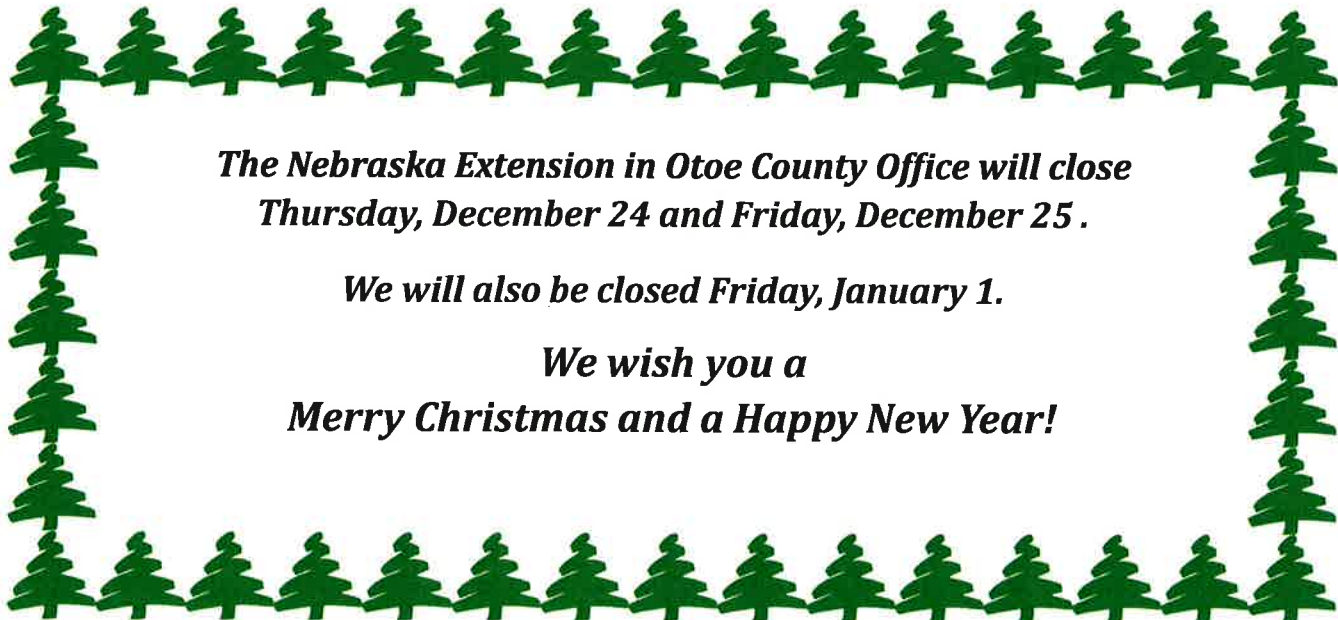 The Nebraska Extension in Otoe County Office will close
Thursday, December 24 and Friday, December 25 .
We will also be closed Friday, January 1.
We wish you a
Merry Christmas and a Happy New Year!